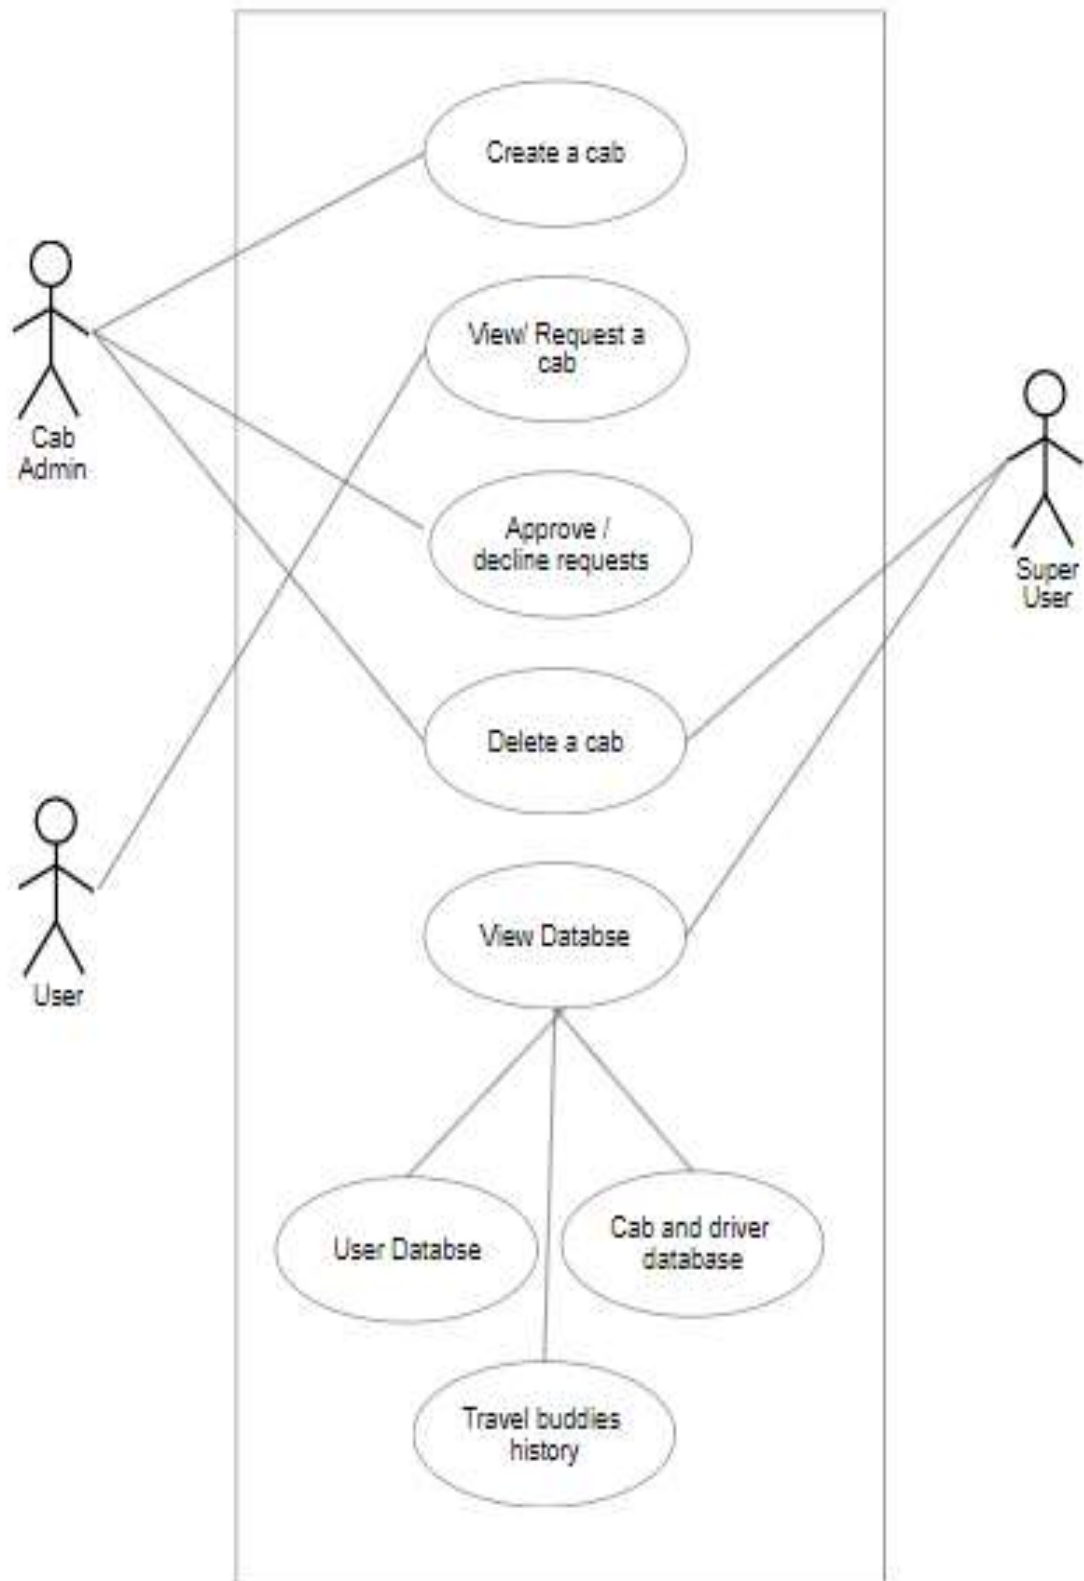 Create a cab
View/ Request a
cab
Cab
Admin
Approve /
decline requests
Super
User
Delete a cab
View Databse
User
User Databse
Cab and driver
database
Travel buddies
history